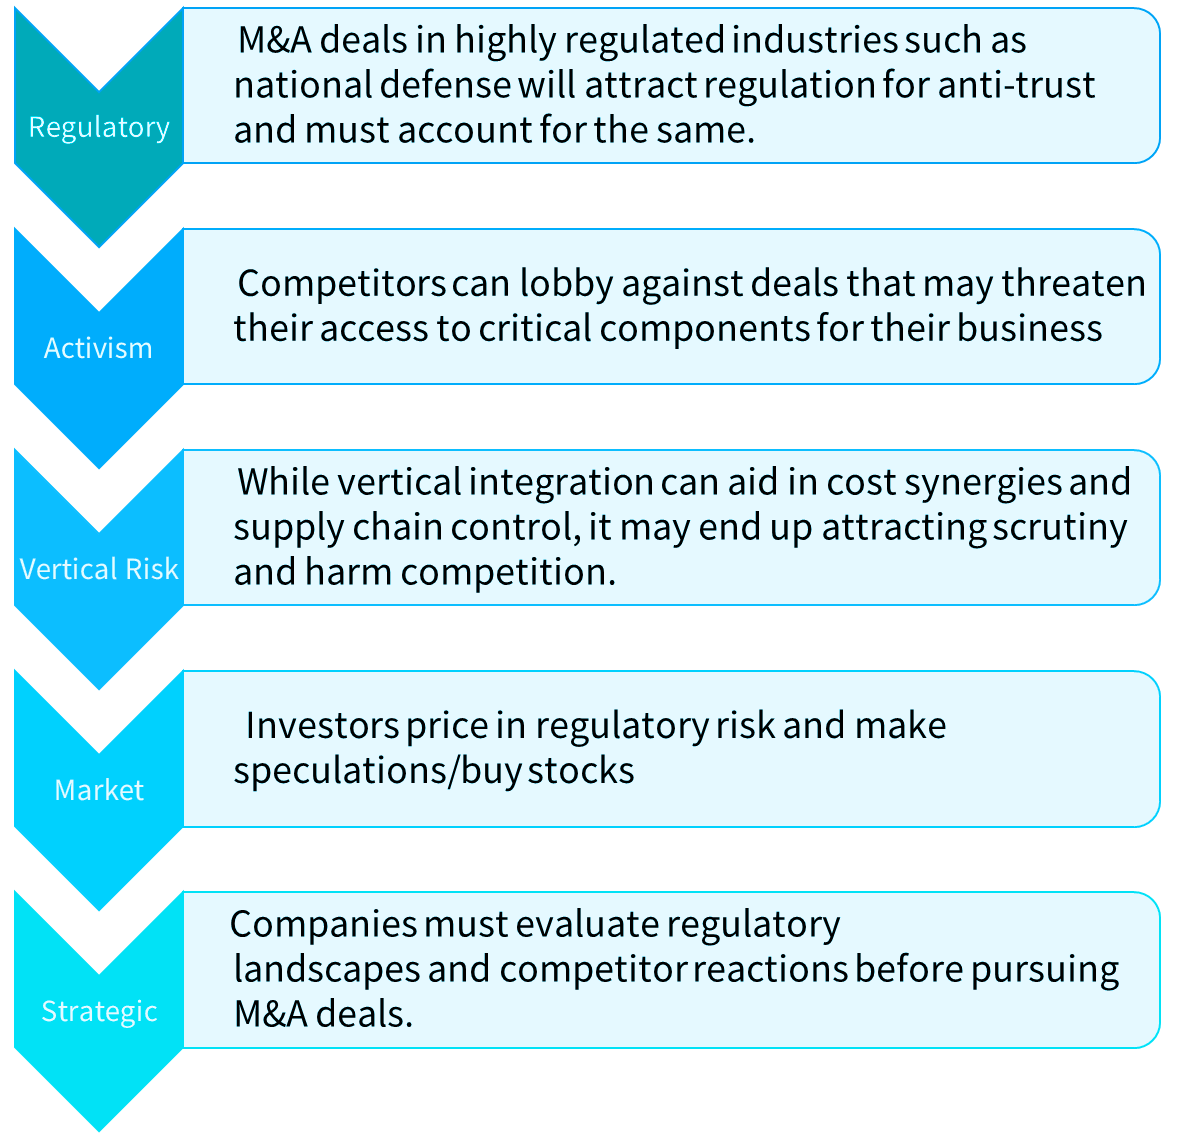 Regulatory
M&A deals in highly regulated industries such as
national defense will attract regulation for anti-trust
and must account for the same.
Activism
Competitors can lobby against deals that may threaten
their access to critical components for their business
Vertical Risk
While vertical integration can aid in cost synergies and
supply chain control, it may end up attracting scrutiny
and harm competition.
Market
Investors price in regulatory risk and make
speculations/buy stocks
Strategic
Companies must evaluate regulatory
landscapes and competitor reactions before pursuing
M&A deals.